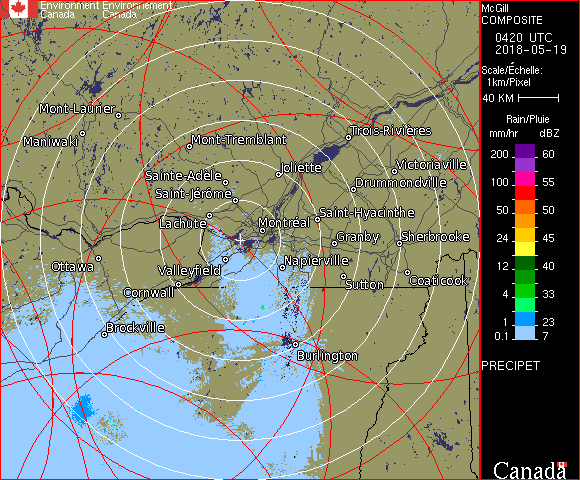 Environment Environnement
Canada Canada
McGill
COMPOSITE
0420 UTC
2018-05-19
Scale/Échelle:
1km/Pixel
40 KM
Rain/Pluie
mm/hr dBZ
200 60
100 55
50 50
24 45
12 40
4 33
1 23
0.1 7
PRECIPET
Canada
Mont-Laurier
Maniwaki
Mont-Tremblant
Trois-Rivières
Victoriaville
Joliette
Sainte-Adèle
Drummondville
Saint-Jérôme
Saint-Hyacinthe
Lachute
Montréal
Granby
Sherbrooke
Ottawa
Valleyfield
Napierville
Cornwall
Sutton
Coaticook
Brockville
Burlington